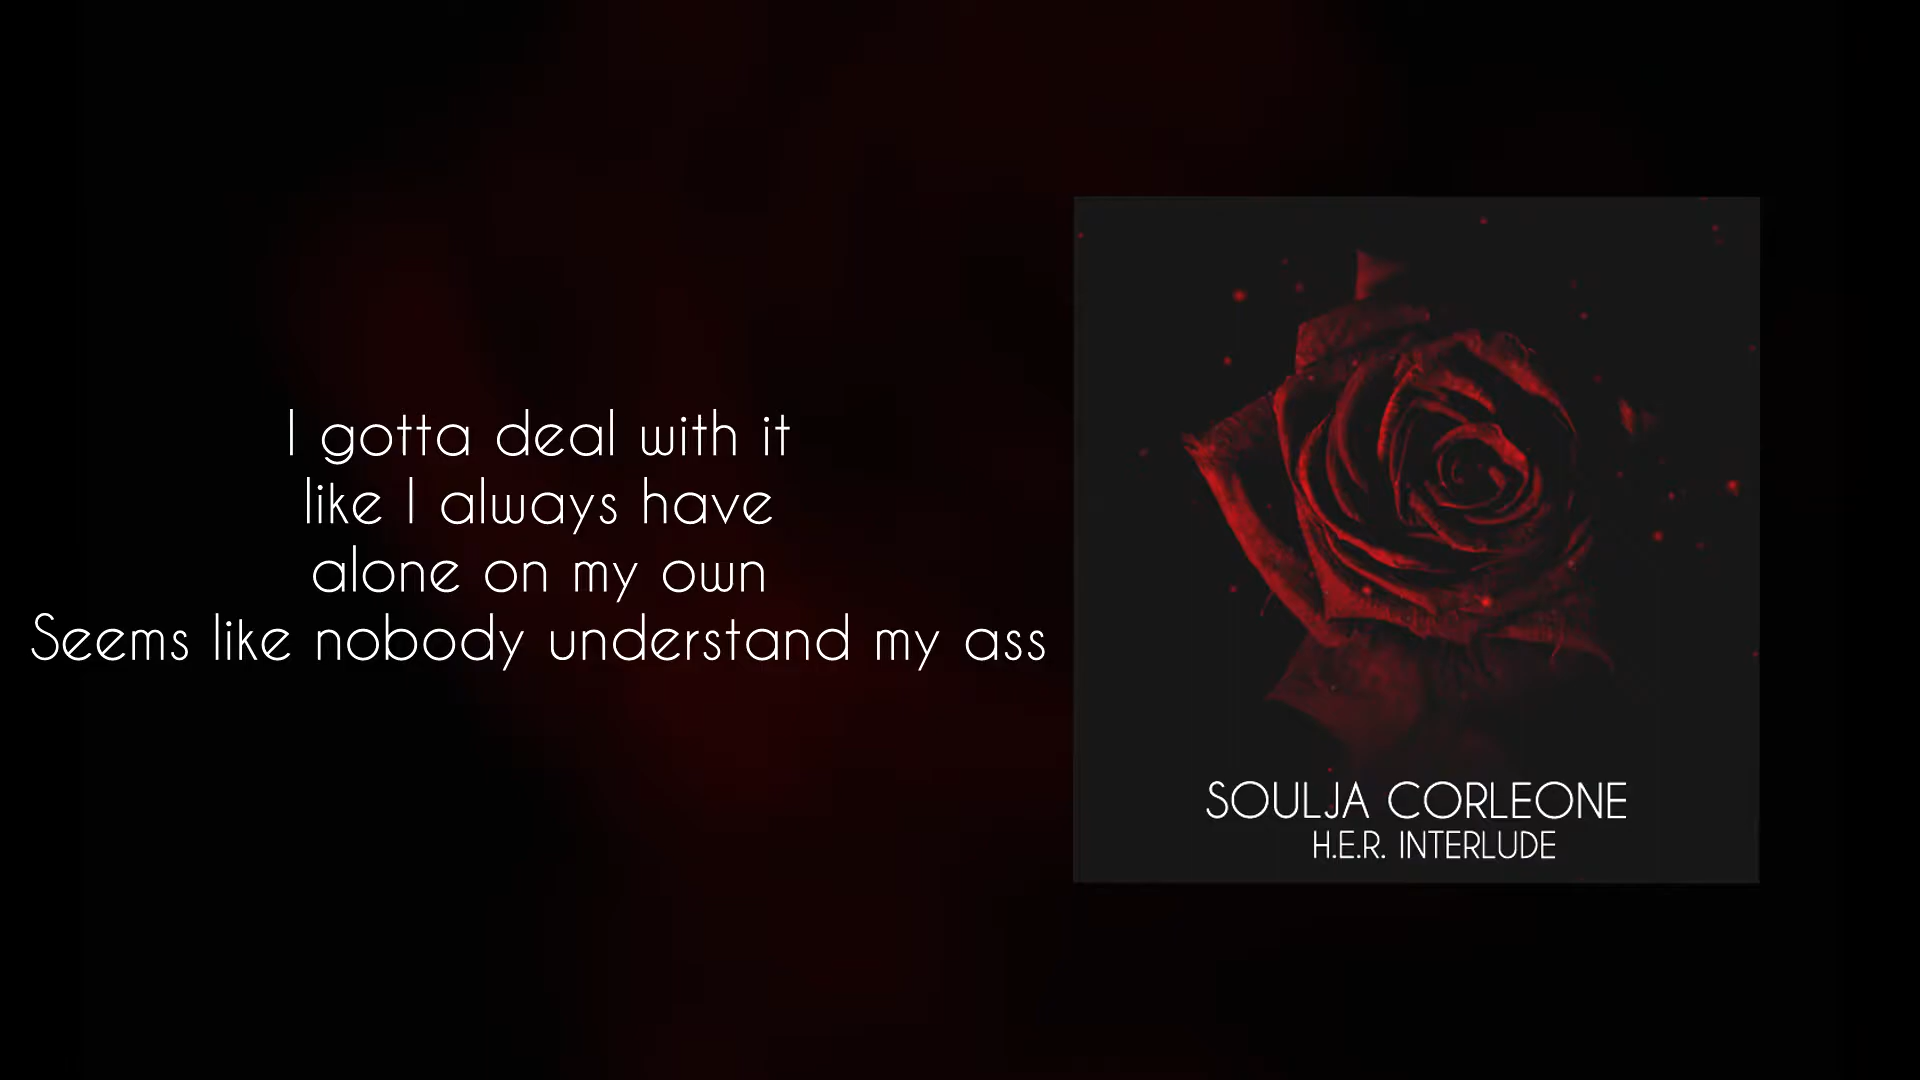 I gotta deal with it
like I always have
alone on my own
Seems like nobody understand my ass
SOULJA CORLEONE
H.E.R. INTERLUDE